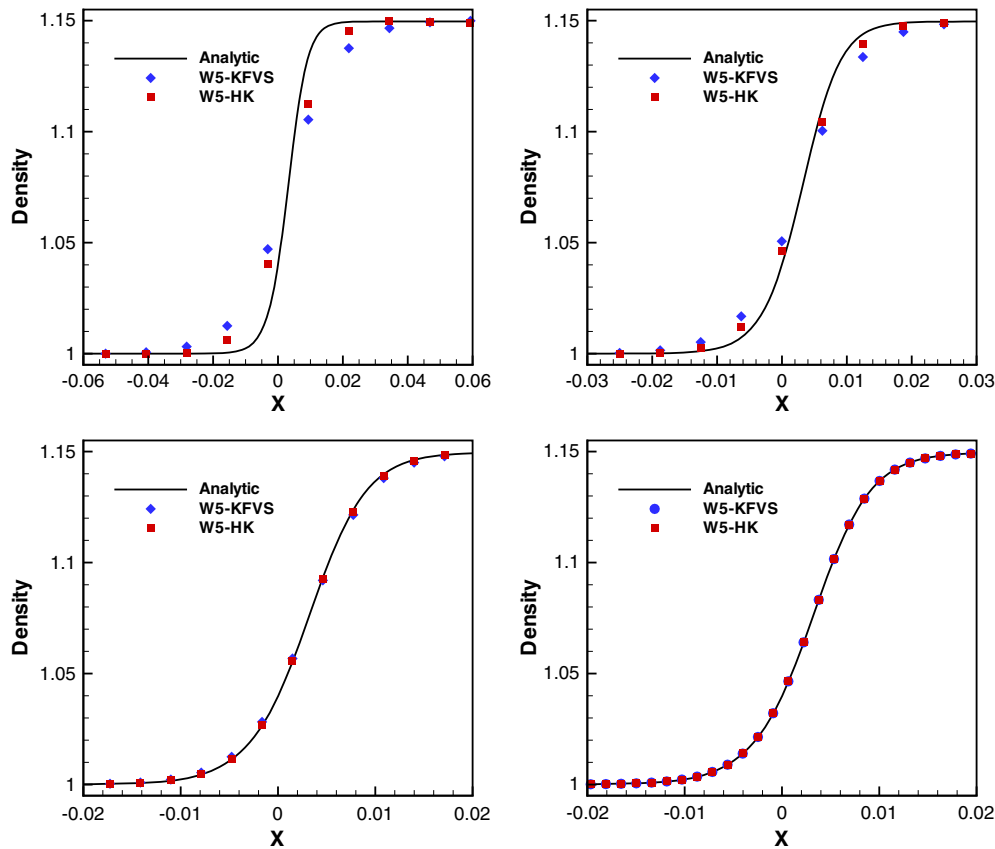 1.15
1.1
1.05
1
Density
Analytic
W5-KFVS
W5-HK
-0.06 -0.04 -0.02 0 0.02 0.04 0.06
X
1.15
1.1
1.05
1
Density
Analytic
W5-KFVS
W5-HK
-0.03 -0.02 -0.01 0 0.01 0.02 0.03
X
1.15
1.1
1.05
1
Density
Analytic
W5-KFVS
W5-HK
-0.02 -0.01 0 0.01 0.02
X
1.15
1.1
1.05
1
Density
Analytic
W5-KFVS
W5-HK
-0.02 -0.01 0 0.01 0.02
X